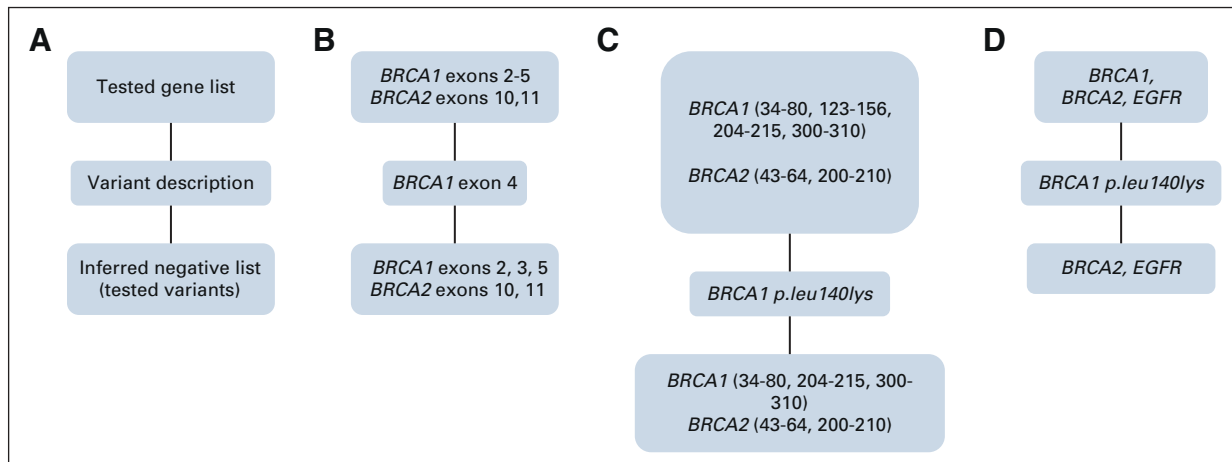 A
Tested gene list
Variant description
Inferred negative list
(tested variants)
B
BRCA1 exons 2-5
BRCA2 exons 10,11
BRCA1 exon 4
BRCA1 exons 2, 3, 5
BRCA2 exons 10, 11
C
BRCA1 (34-80, 123-156,
204-215, 300-310)
BRCA2 (43-64, 200-210)
BRCA1 p.leu140lys
BRCA1 (34-80, 204-215, 300-
310)
BRCA2 (43-64, 200-210)
D
BRCA1,
BRCA2, EGFR
BRCA1 p.leu140lys
BRCA2, EGFR